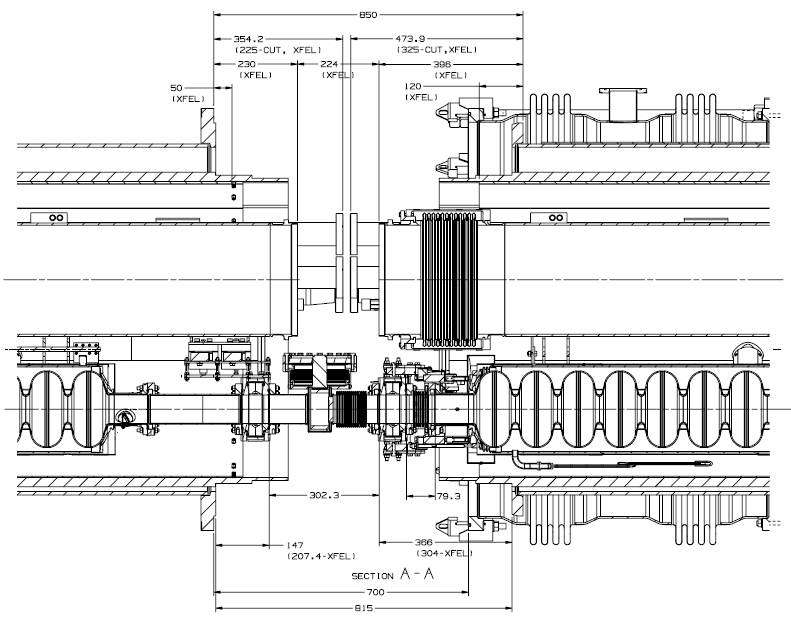 850
354.2
473.9
(225-CUT, XFEL)
(325-CUT,XFEL)
230
224
396
(XFEL)
(XFEL)
(XFEL)
50
(XFEL)
120
(XFEL)
302.3
79.3
147
(207.4-XFEL)
366
(304-XFEL)
SECTION A-A
700
815